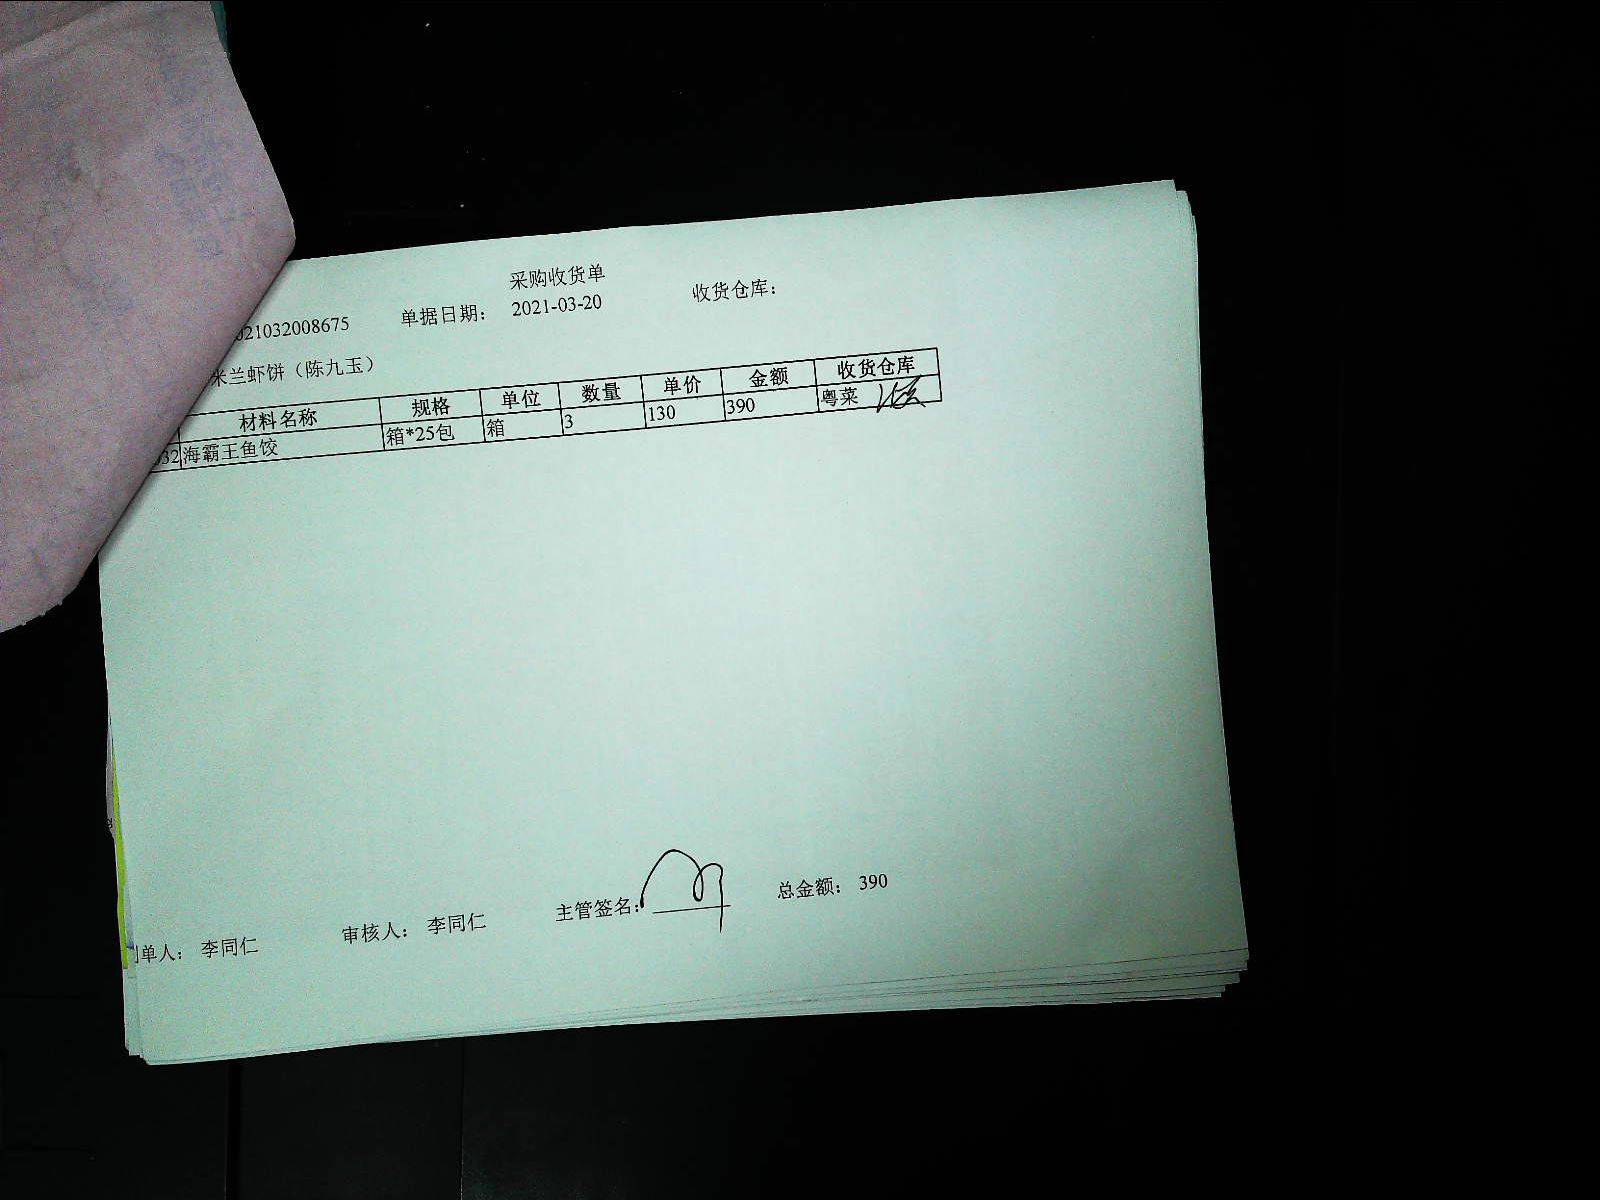 采购收货单
021032008675 单据日期： 2021-03-20 收货仓库：
米兰虾饼（陈九玉）
材料名称 规格 单位 数量 单价 金额 收货仓库
32 海霸王鱼饺 箱*25包 箱 3 130 390 粤菜
制单人： 李同仁 审核人： 李同仁 主管签名： 总金额： 390